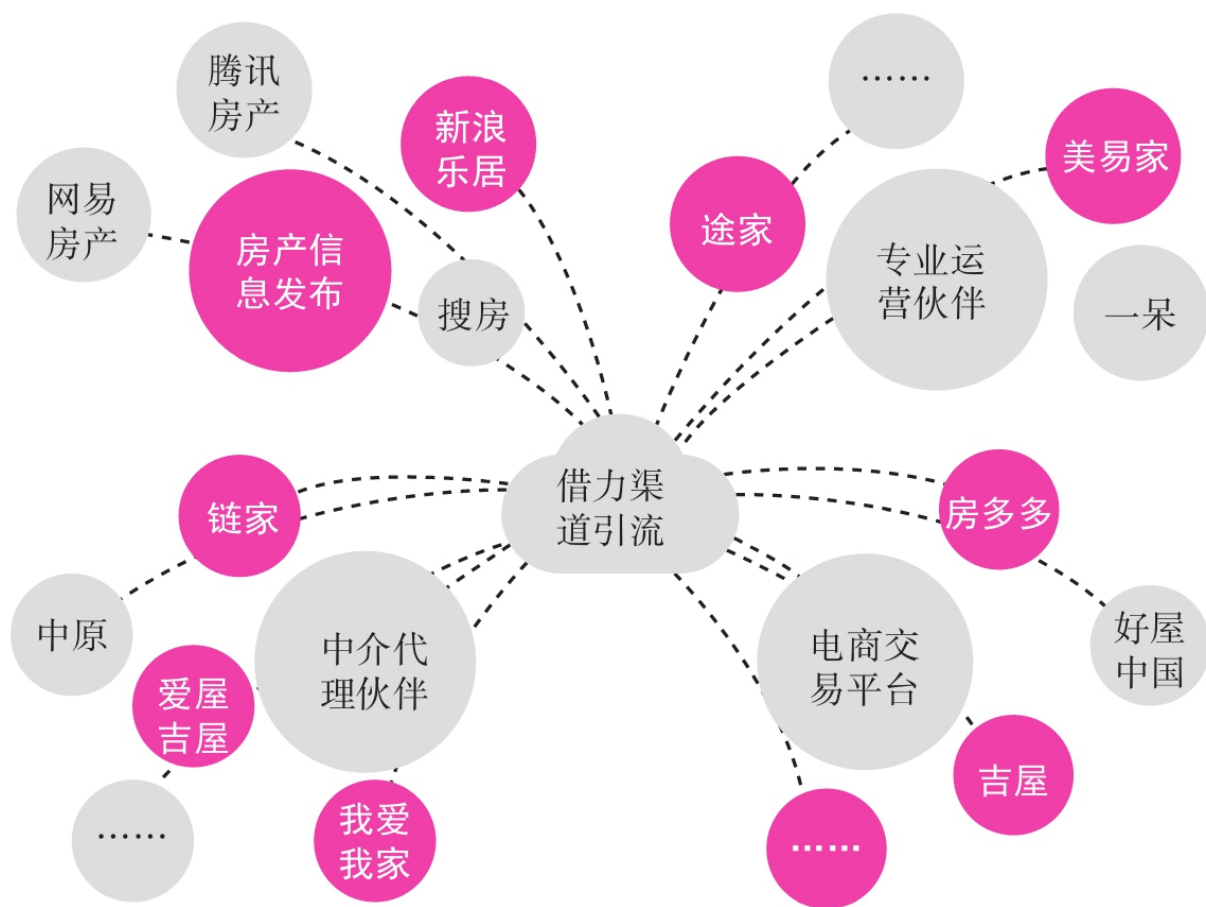 腾讯
房产
新浪
乐居
网易
房产
房产信
息发布
搜房
……
美易家
途家
专业运
营伙伴
一呆
借力渠
道引流
链家
中原
中介代
理伙伴
爱屋
吉屋
……
我爱
我家
房多多
好屋
中国
电商交
易平台
吉屋
……